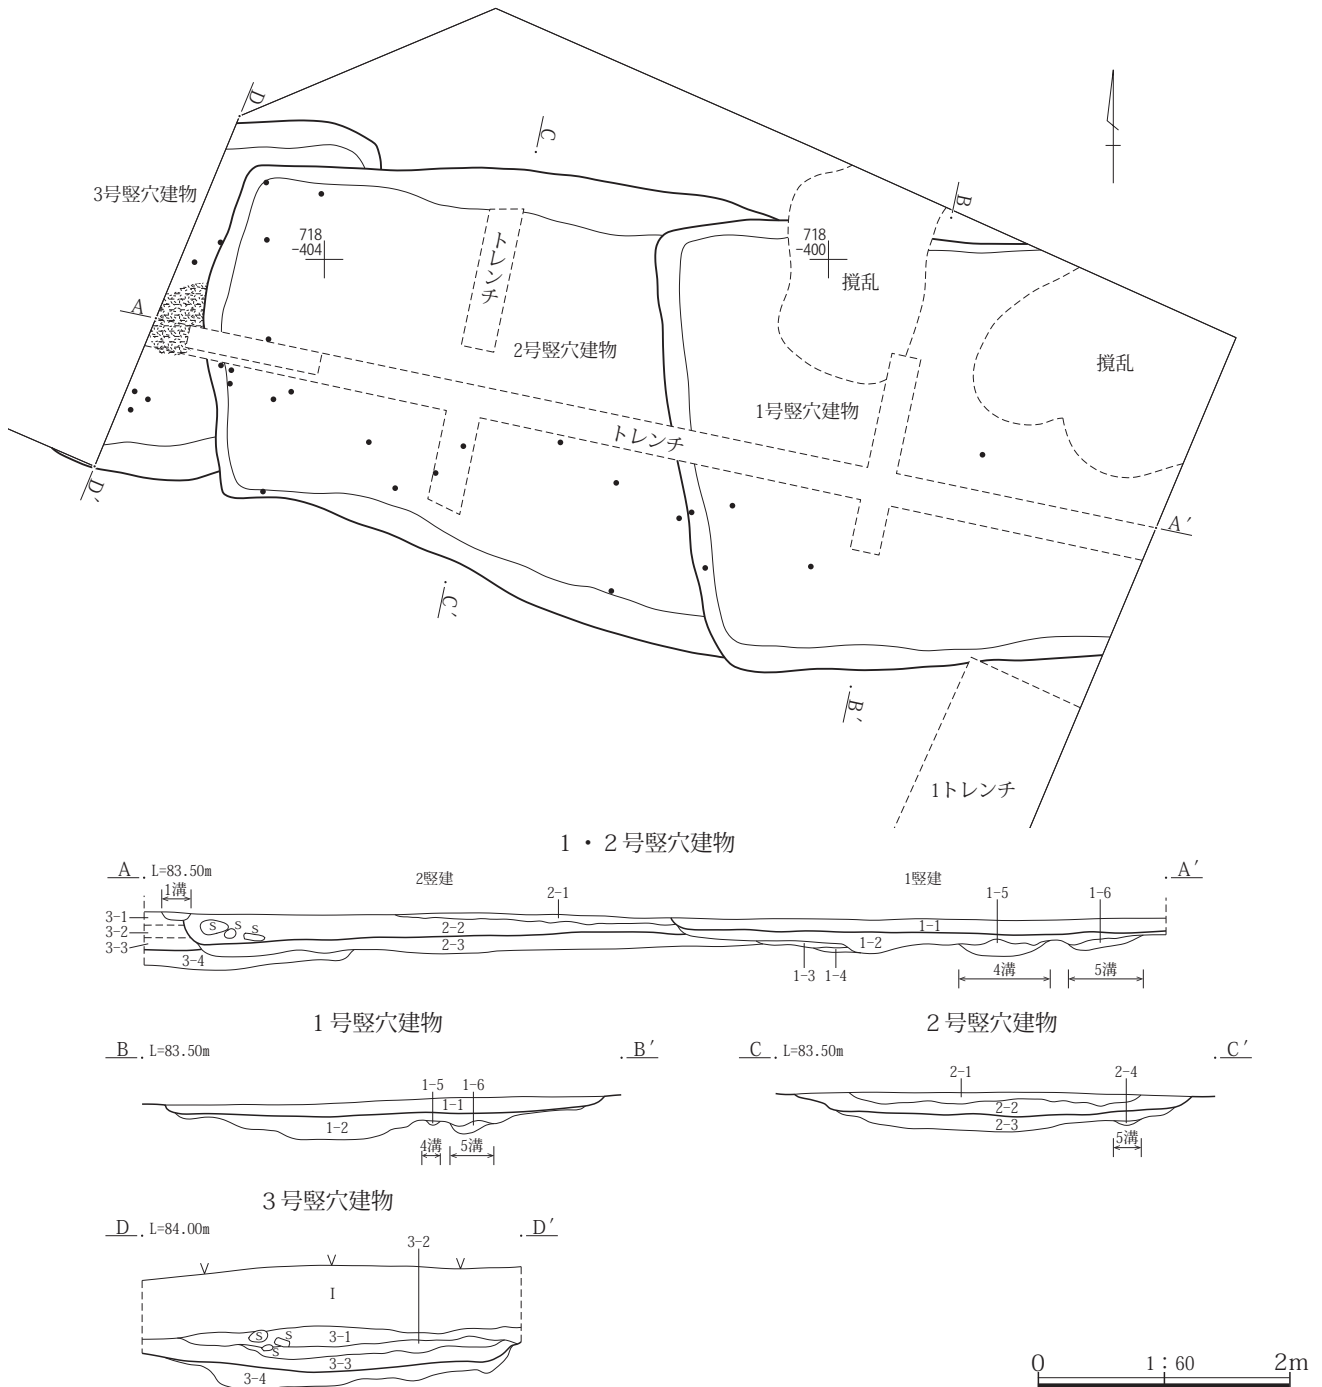 D
C
3号竪穴建物
B
718
-404
トレンチ
718
-400
攪乱
A
2号竪穴建物
攪乱
1号竪穴建物
トレンチ
D′
A′
C′
B′
1トレンチ
1・2号竪穴建物
A L=83.50m
A′
1溝
2竪建
1竪建
2-1
1-5
1-6
3-1
3-2
3-3
3-4
S
S
S
2-2
2-3
1-1
1-2
1-3
1-4
4溝
5溝
1号竪穴建物
2号竪穴建物
B L=83.50m
B′
C L=83.50m
C′
1-5
1-6
1-1
1-2
4溝
5溝
2-1
2-4
2-2
2-3
5溝
3号竪穴建物
D L=84.00m
D′
3-2
I
S
S
S
3-1
3-3
3-4
0
1:60
2m